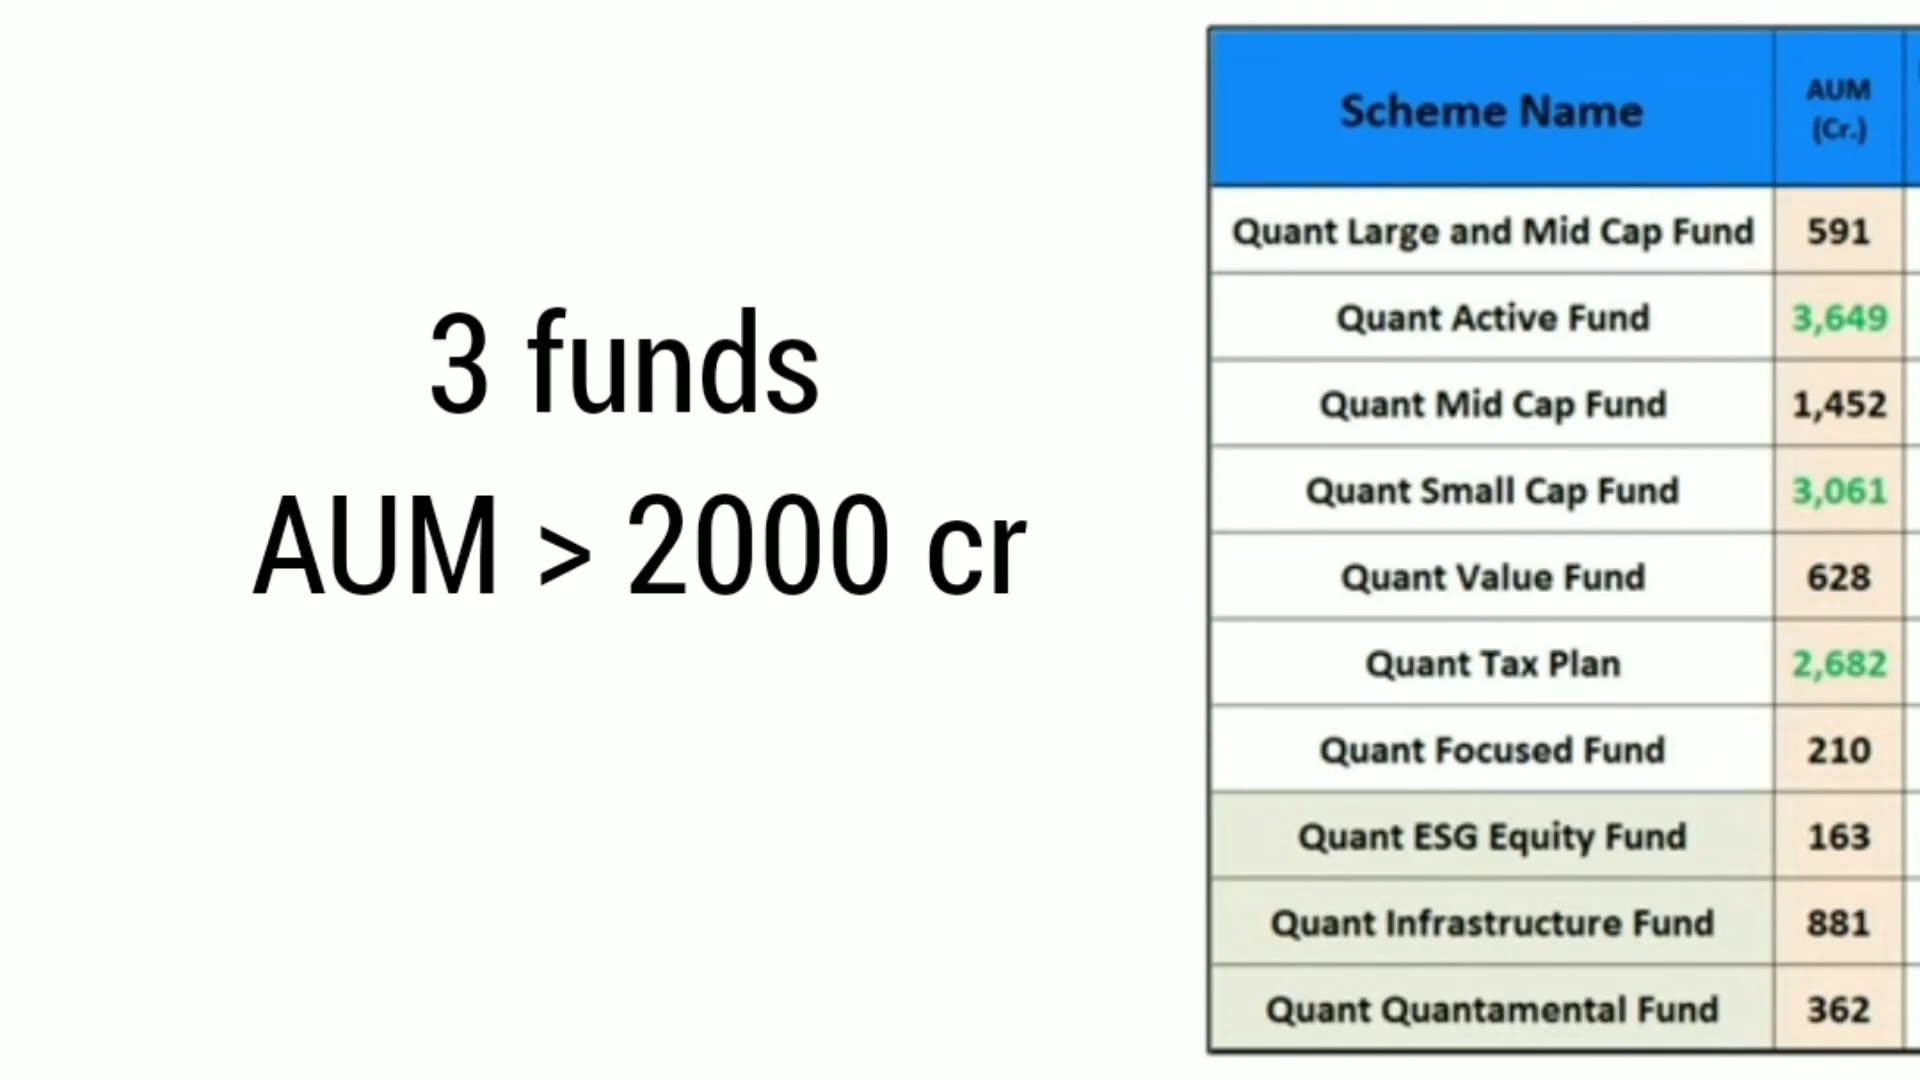 3 funds
AUM > 2000 cr
Scheme Name AUM (Cr.)
Quant Large and Mid Cap Fund 591
Quant Active Fund 3,649
Quant Mid Cap Fund 1,452
Quant Small Cap Fund 3,061
Quant Value Fund 628
Quant Tax Plan 2,682
Quant Focused Fund 210
Quant ESG Equity Fund 163
Quant Infrastructure Fund 881
Quant Quantamental Fund 362